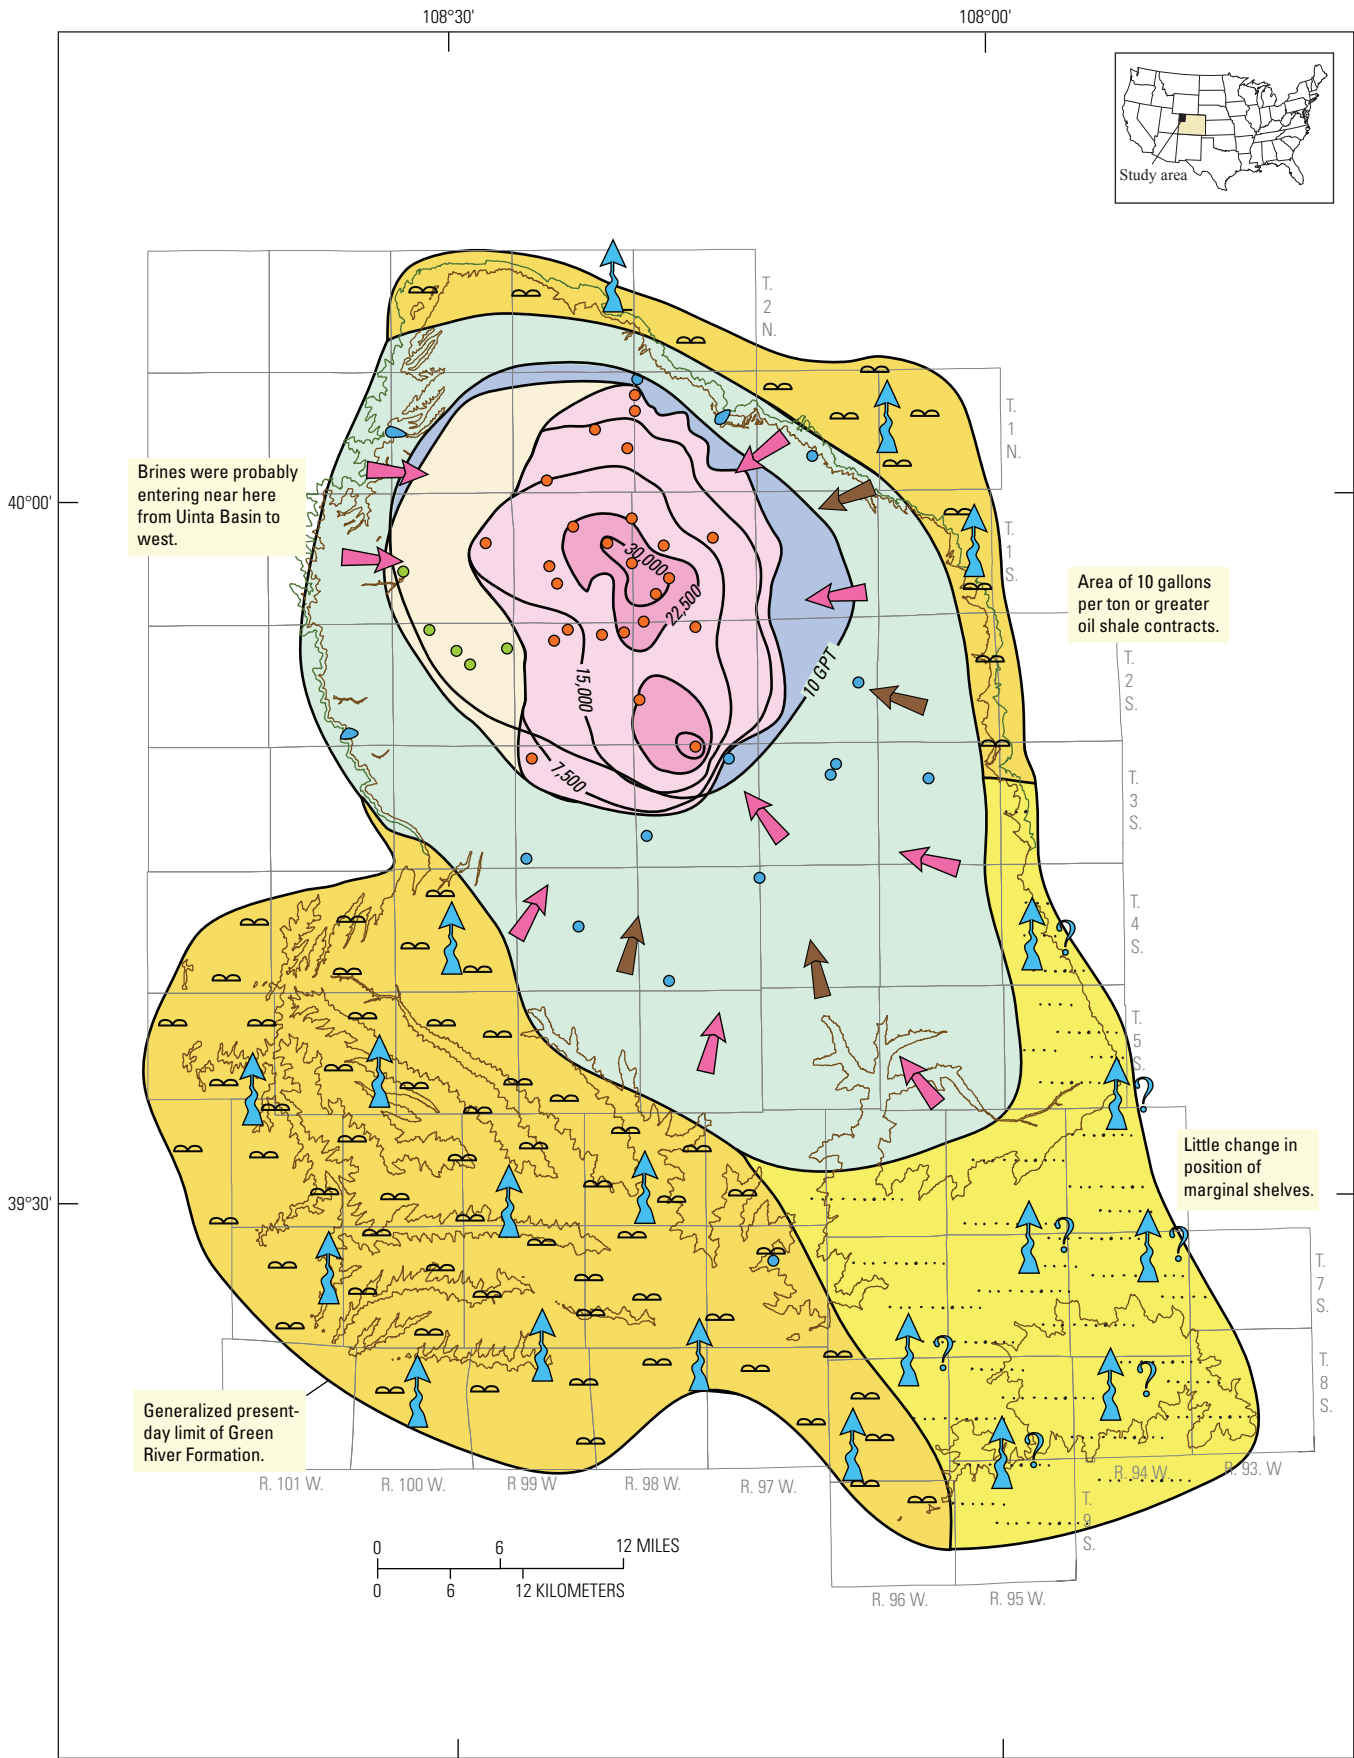 108°30'
108°00'
Study area
T.
2
N.
T.
1
N.
Brines were probably
entering near here
from Uinta Basin to
west.
40°00'
T.
1
S.
30,000
22,500
Area of 10 gallons
per ton or greater
oil shale contracts.
10 GPT
15,000
T.
2
S.
7,500
T.
3
S.
T.
4
S.
?
T.
5
S.
?
Little change in
position of
marginal shelves.
39°30'
?
?
T.
7
S.
?
?
T.
8
S.
Generalized present-
day limit of Green
River Formation.
?
R. 101 W.
R. 100 W.
R 99 W
R. 98 W.
R. 97 W.
R. 94 W.
R. 93. W
T.
9
S.
0
6
12 MILES
0
6
12 KILOMETERS
R. 96 W.
R. 95 W.